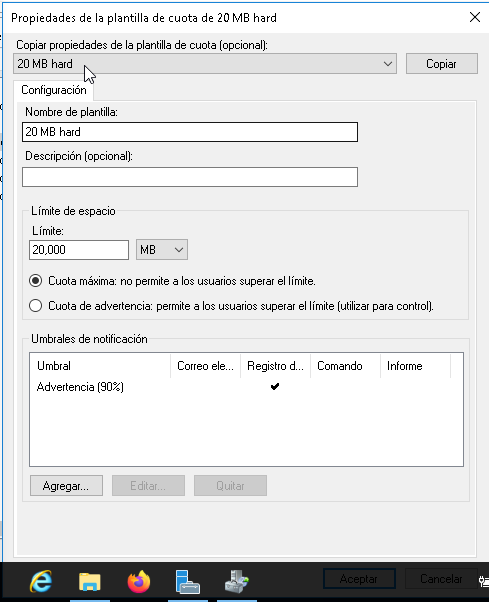 Propiedades de la plantilla de cuota de 20 MB hard
Copiar propiedades de la plantilla de cuota (opcional):
20 MB hard
Copiar
Configuración
Nombre de plantilla:
20 MB hard
Descripción (opcional):
Límite de espacio
Límite:
20,000
MB
Cuota máxima: no permite a los usuarios superar el límite.
Cuota de advertencia: permite a los usuarios superar el límite (utilizar para control).
Umbrales de notificación
Umbral Correo ele... Registro d... Comando Informe
Advertencia (90%)
Agregar... Editar... Quitar
Aceptar Cancelar